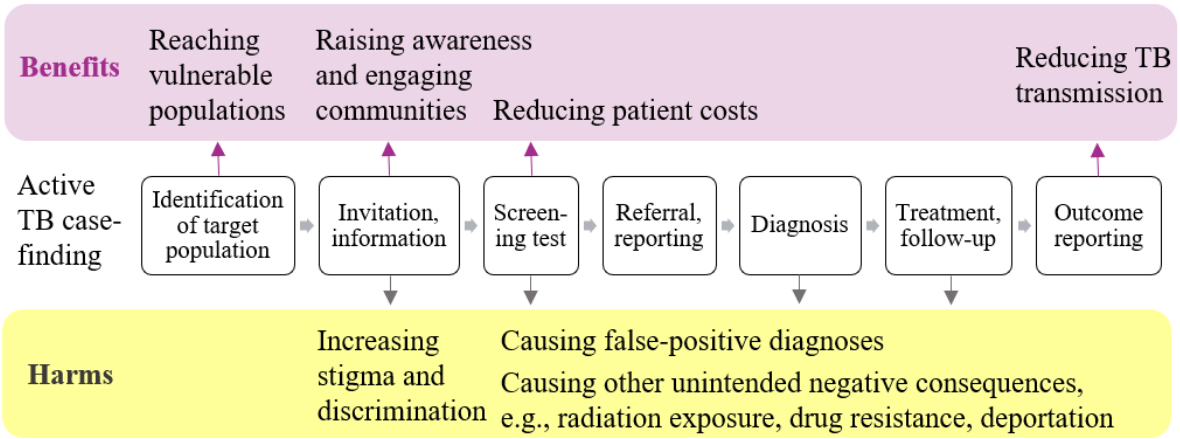 Benefits
Reaching
vulnerable
populations
Raising awareness
and engaging
communities
Reducing patient costs
Reducing TB
transmission
Active
TB case-
finding
Identification
of target
population
Invitation,
information
Screen-
ing test
Referral,
reporting
Diagnosis
Treatment,
follow-up
Outcome
reporting
Harms
Increasing
stigma and
discrimination
Causing false-positive diagnoses
Causing other unintended negative consequences,
e.g., radiation exposure, drug resistance, deportation